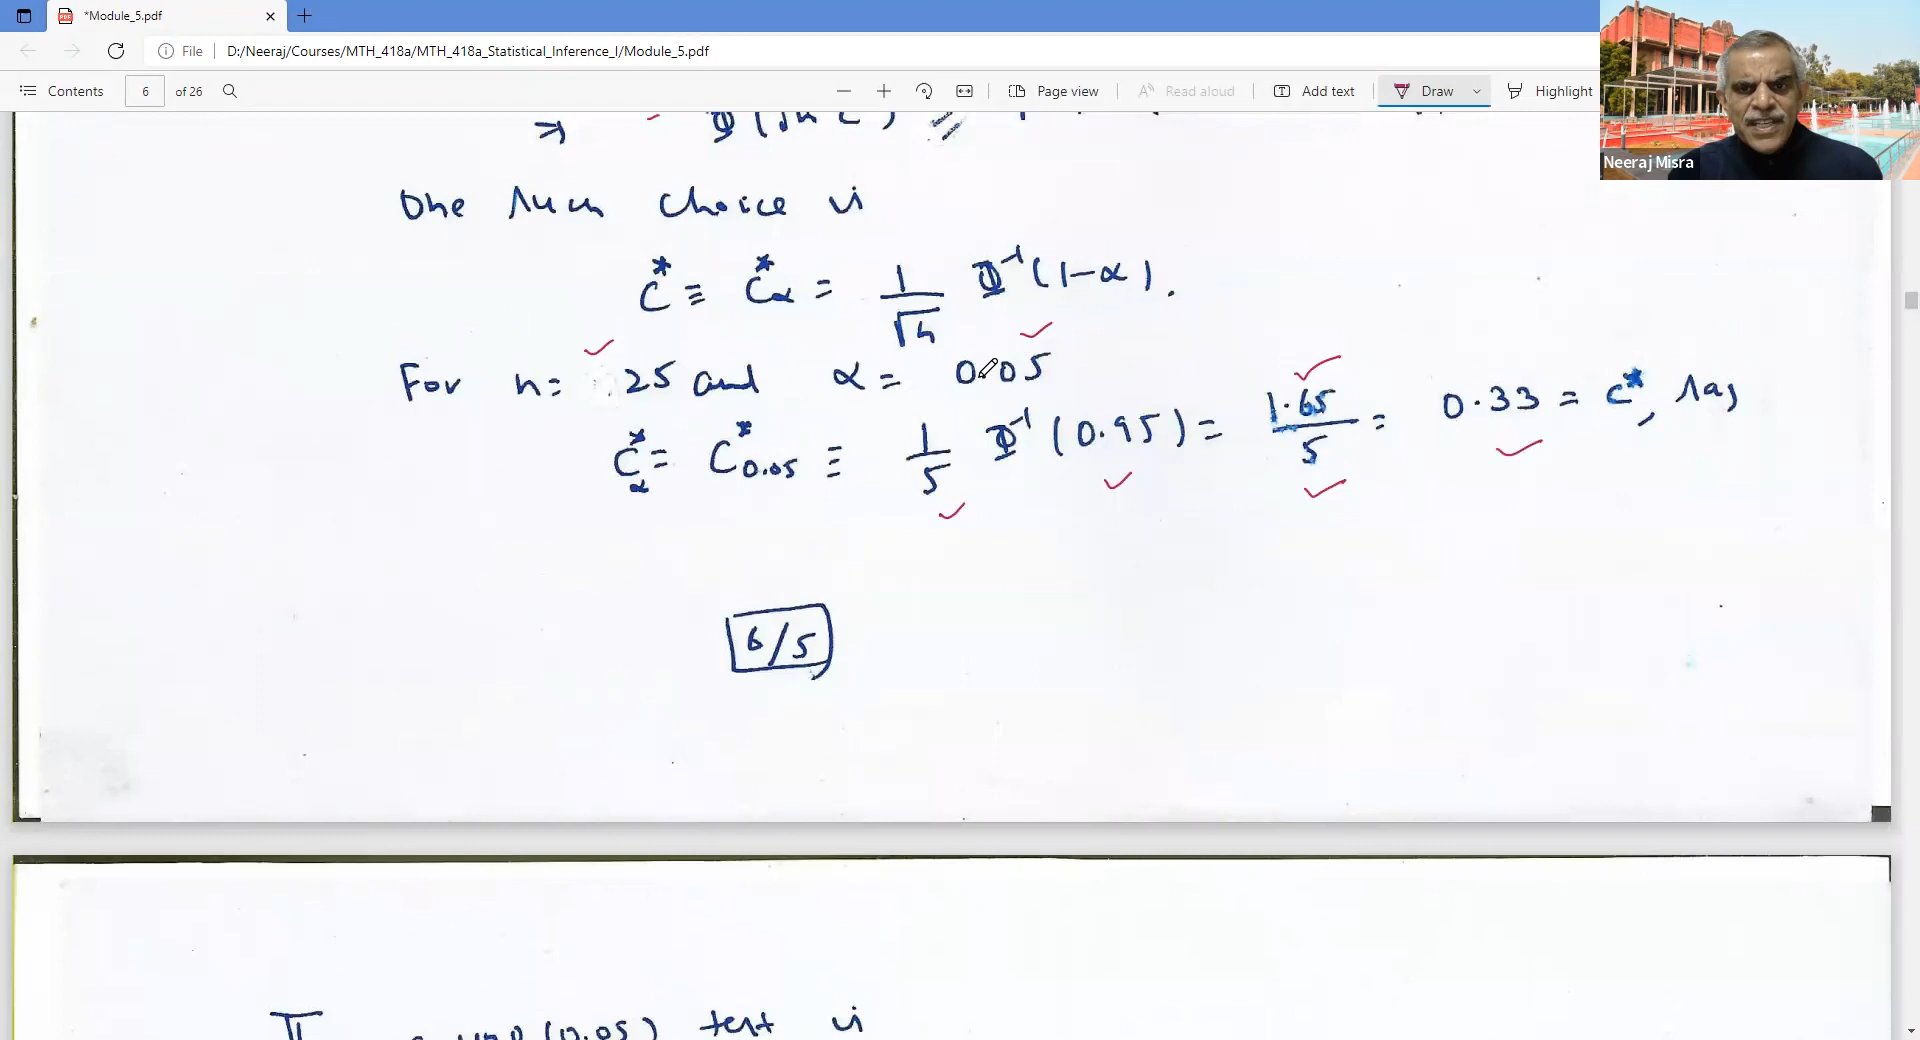 *Module_5.pdf
File D:/Neeraj/Courses/MTH_418a/MTH_418a_Statistical_Inference_I/Module_5.pdf
Contents 6 of 26 Page view Read aloud Add text Draw Highlight
Neeraj Misra
⇒ Φ(√n C
One such choice is
C* ≡ C*α = 1/√n Φ⁻¹(1-α).
For n = 25 and α = 0.05
C*α = C*0.05 ≡ 1/5 Φ⁻¹(0.95) = 1.65/5 = 0.33 = C*, say
6/5
(0.05) test is